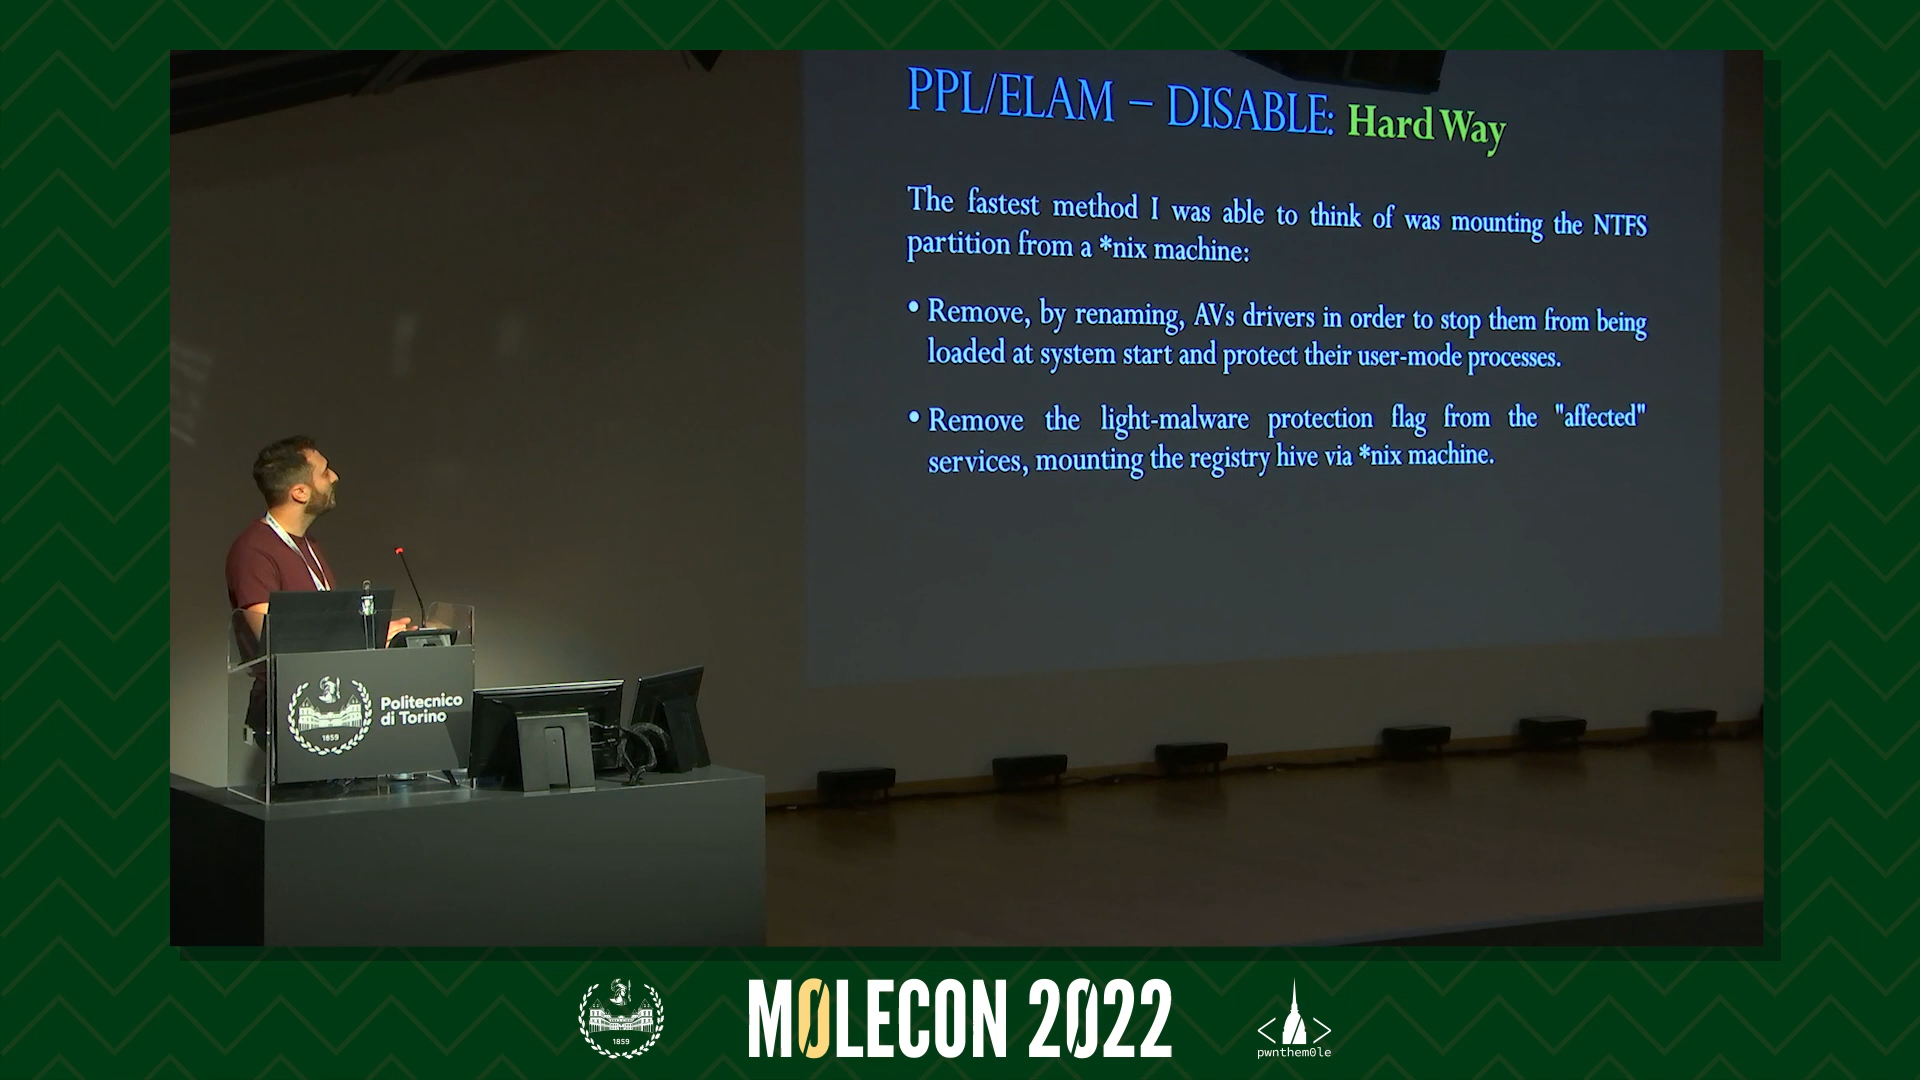 PPL/ELAM – DISABLE: Hard Way
The fastest method I was able to think of was mounting the NTFS
partition from a *nix machine:
• Remove, by renaming, AVs drivers in order to stop them from being
loaded at system start and protect their user-mode processes.
• Remove the light-malware protection flag from the "affected"
services, mounting the registry hive via *nix machine.
Politecnico
di Torino
1859
1859
MØLECON 2022
pwnthem0le